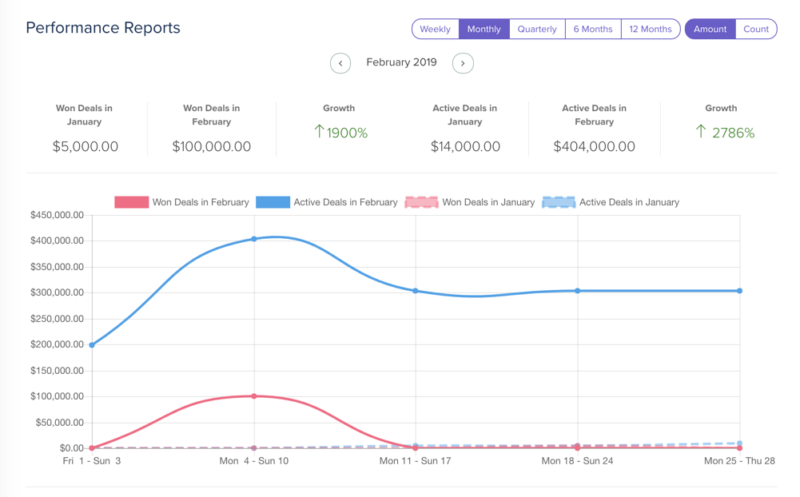 Performance Reports
Weekly Monthly Quarterly 6 Months 12 Months Amount Count
February 2019
Won Deals in January
$5,000.00
Won Deals in February
$100,000.00
Growth
↑1900%
Active Deals in January
$14,000.00
Active Deals in February
$404,000.00
Growth
↑ 2786%
Won Deals in February Active Deals in February Won Deals in January Active Deals in January
$450,000.00
$400,000.00
$350,000.00
$300,000.00
$250,000.00
$200,000.00
$150,000.00
$100,000.00
$50,000.00
$0.00
Fri 1 - Sun 3 Mon 4 - Sun 10 Mon 11 - Sun 17 Mon 18 - Sun 24 Mon 25 - Thu 28